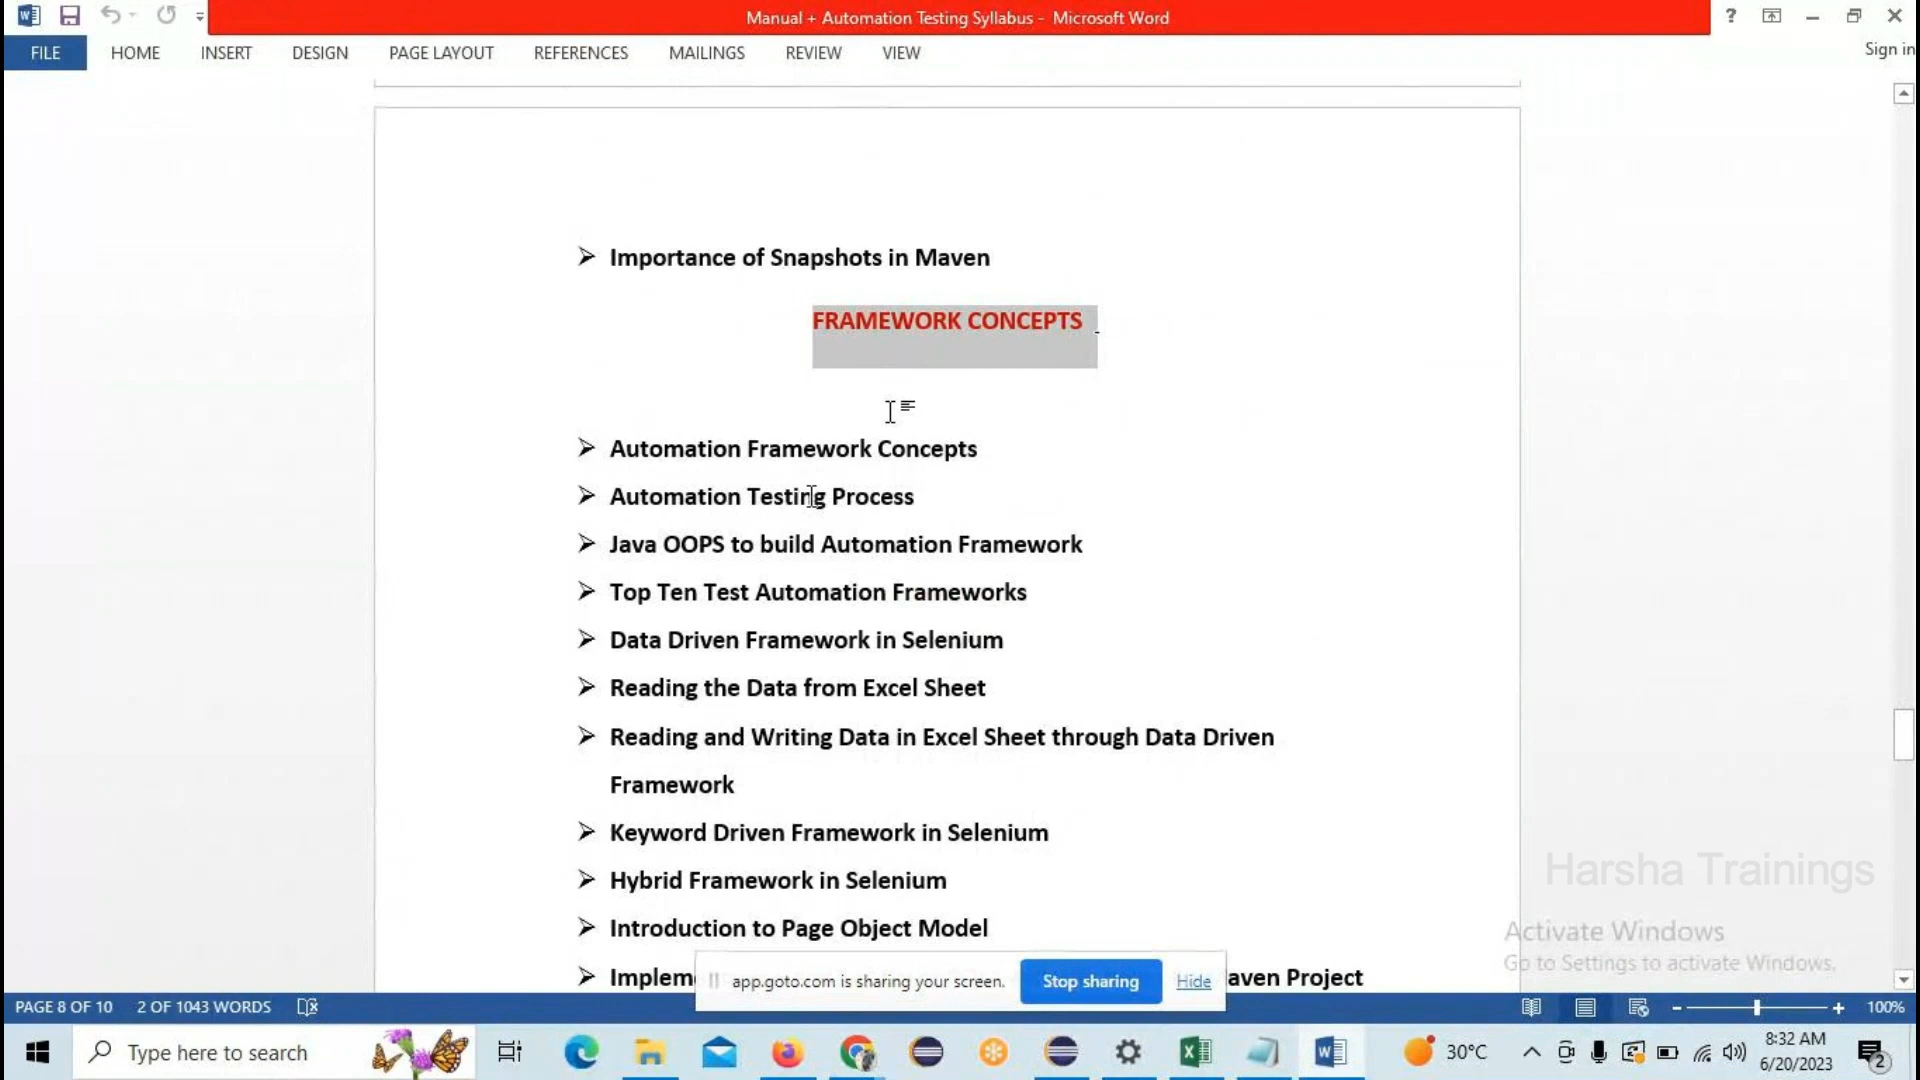 Manual + Automation Testing Syllabus - Microsoft Word
?
Sign in
FILE HOME INSERT DESIGN PAGE LAYOUT REFERENCES MAILINGS REVIEW VIEW
Importance of Snapshots in Maven
FRAMEWORK CONCEPTS
Automation Framework Concepts
Automation Testing Process
Java OOPS to build Automation Framework
Top Ten Test Automation Frameworks
Data Driven Framework in Selenium
Reading the Data from Excel Sheet
Reading and Writing Data in Excel Sheet through Data Driven
Framework
Keyword Driven Framework in Selenium
Hybrid Framework in Selenium
Introduction to Page Object Model
Harsha Trainings
Activate Windows
Go to Settings to activate Windows.
app.goto.com is sharing your screen. Stop sharing Hide
Project
PAGE 8 OF 10 2 OF 1043 WORDS 100%
Type here to search
30°C
8:32 AM
6/20/2023
2